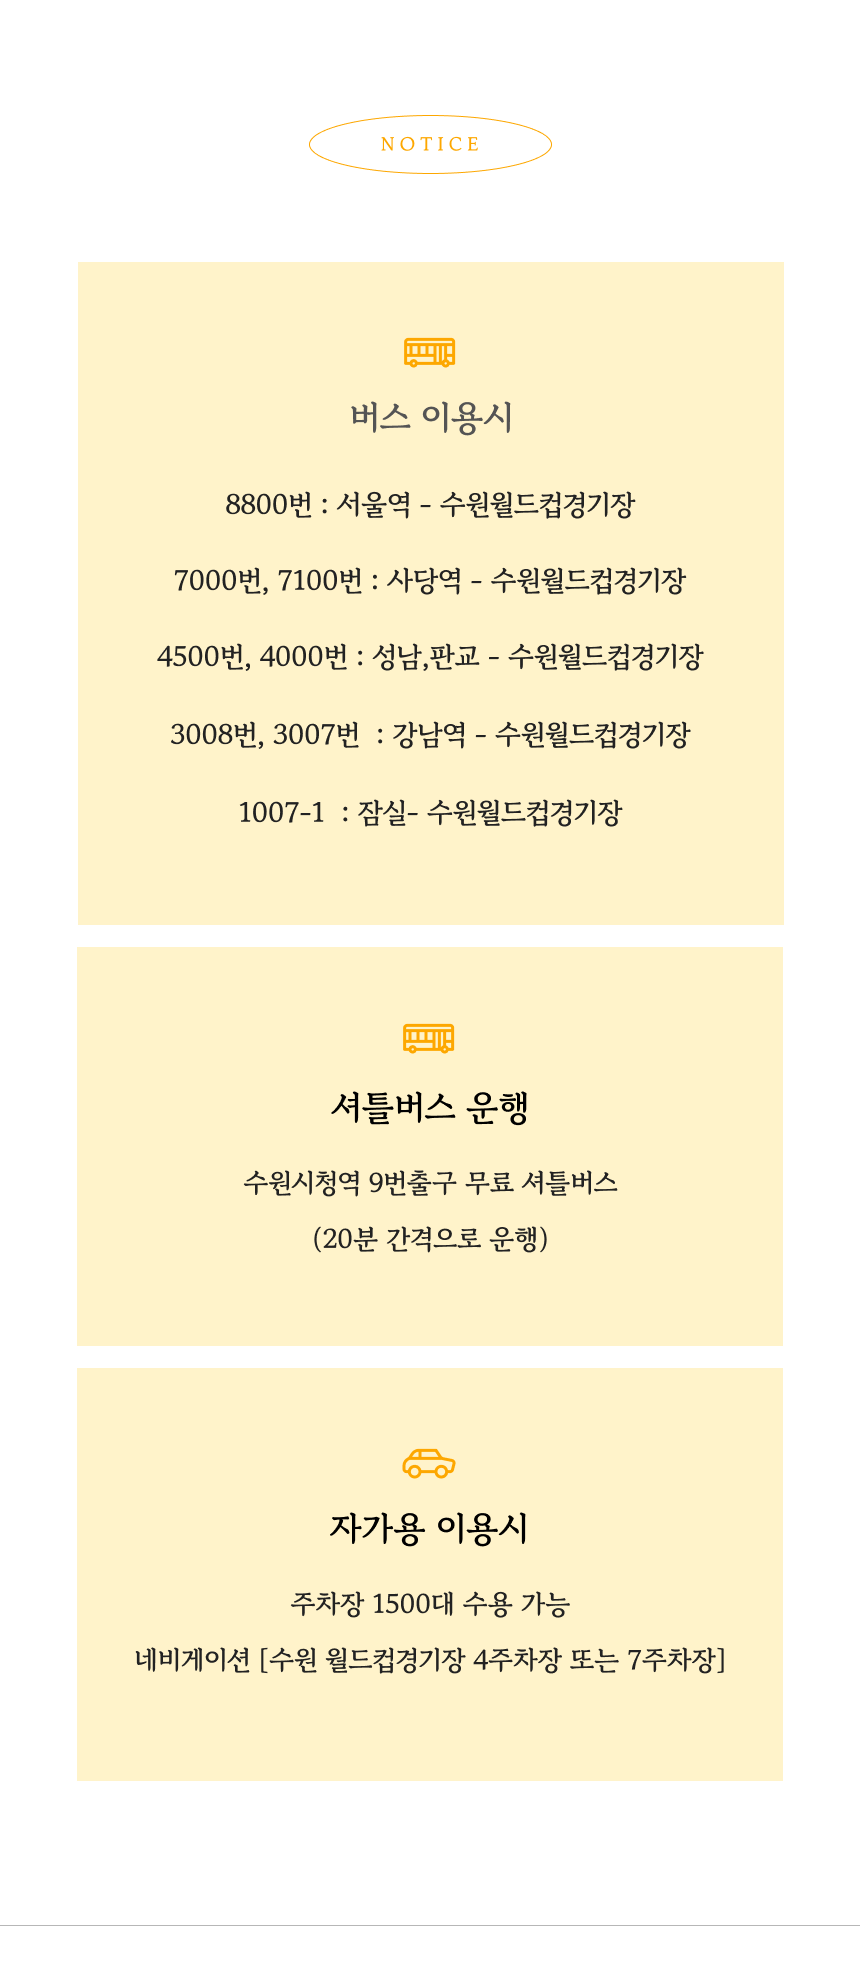 NOTICE
버스 이용시
8800번 : 서울역 - 수원월드컵경기장
7000번, 7100번 : 사당역 - 수원월드컵경기장
4500번, 4000번 : 성남,판교 - 수원월드컵경기장
3008번, 3007번  : 강남역 - 수원월드컵경기장
1007-1  : 잠실- 수원월드컵경기장
셔틀버스 운행
수원시청역 9번출구 무료 셔틀버스
(20분 간격으로 운행)
자가용 이용시
주차장 1500대 수용 가능
네비게이션 [수원 월드컵경기장 4주차장 또는 7주차장]